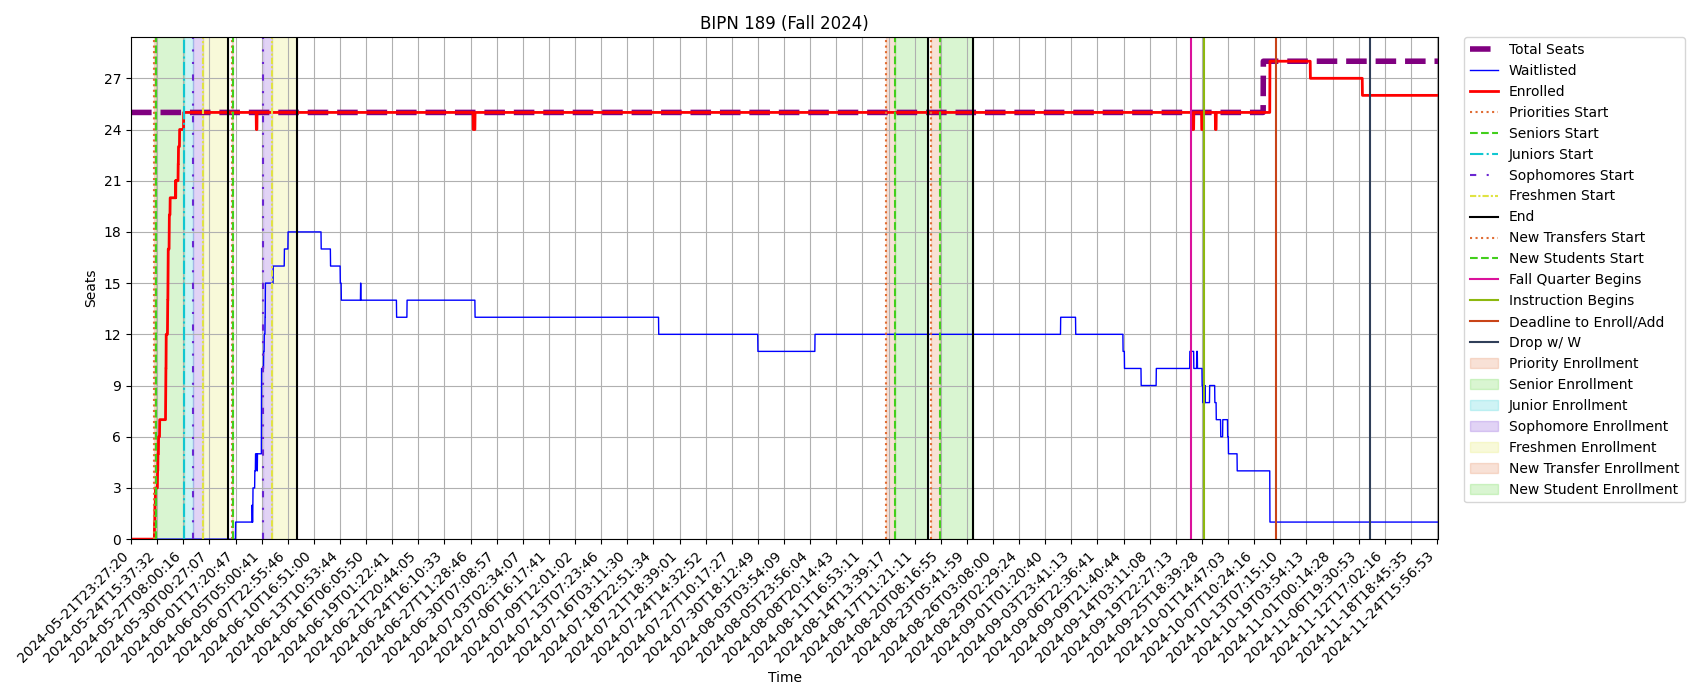 BIPN 189 (Fall 2024)
Seats
27
24
21
18
15
12
9
6
3
0
2024-05-21T23:27:20
2024-05-24T15:37:32
2024-05-27T08:00:16
2024-05-30T00:27:07
2024-06-01T17:20:47
2024-06-05T05:00:41
2024-06-07T22:55:46
2024-06-10T16:51:00
2024-06-13T10:53:44
2024-06-16T06:05:50
2024-06-19T01:22:41
2024-06-21T20:44:05
2024-06-24T16:10:33
2024-06-27T11:28:46
2024-06-30T07:08:57
2024-07-03T02:34:07
2024-07-06T16:17:41
2024-07-09T12:01:02
2024-07-13T07:23:46
2024-07-16T03:11:30
2024-07-18T22:51:34
2024-07-21T18:39:01
2024-07-24T14:32:52
2024-07-27T10:17:27
2024-07-30T18:12:49
2024-08-03T03:54:09
2024-08-05T23:56:04
2024-08-08T20:14:43
2024-08-11T16:53:11
2024-08-14T13:39:17
2024-08-17T11:21:11
2024-08-20T08:16:55
2024-08-23T05:41:59
2024-08-26T03:08:00
2024-08-29T02:29:24
2024-09-01T01:20:40
2024-09-03T23:41:13
2024-09-06T22:36:41
2024-09-09T21:40:44
2024-09-14T03:11:08
2024-09-19T22:27:13
2024-09-25T18:39:28
2024-10-01T14:47:03
2024-10-07T10:24:16
2024-10-13T07:15:10
2024-10-19T03:54:13
2024-11-01T00:14:28
2024-11-06T19:30:53
2024-11-12T17:02:16
2024-11-18T18:45:35
2024-11-24T15:56:53
Time
Total Seats
Waitlisted
Enrolled
Priorities Start
Seniors Start
Juniors Start
Sophomores Start
Freshmen Start
End
New Transfers Start
New Students Start
Fall Quarter Begins
Instruction Begins
Deadline to Enroll/Add
Drop w/ W
Priority Enrollment
Senior Enrollment
Junior Enrollment
Sophomore Enrollment
Freshmen Enrollment
New Transfer Enrollment
New Student Enrollment